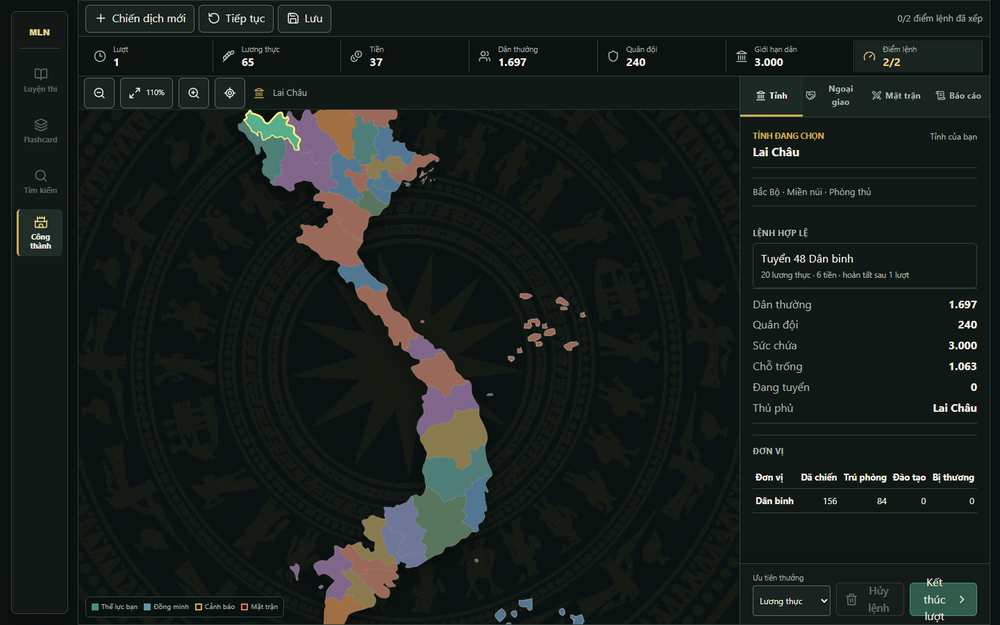 MLN
Luyện thi
Flashcard
Tìm kiếm
Công
thành
Chiến dịch mới
Tiếp tục
Lưu
0/2 điểm lệnh đã xếp
Lượt
1
Lương thực
65
Tiền
37
Dân thường
1.697
Quân đội
240
Giới hạn dân
3.000
Điểm lệnh
2/2
110%
Lai Châu
Thế lực bạn
Đồng minh
Cảnh báo
Mặt trận
Tỉnh
Ngoại
giao
Mặt trận
Báo cáo
TỈNH ĐANG CHỌN
Tỉnh của bạn
Lai Châu
Bắc Bộ · Miền núi · Phòng thủ
LỆNH HỢP LỆ
Tuyển 48 Dân binh
20 lương thực · 6 tiền · hoàn tất sau 1 lượt
Dân thường 1.697
Quân đội 240
Sức chứa 3.000
Chỗ trống 1.063
Đang tuyển 0
Thủ phủ Lai Châu
ĐƠN VỊ
Đơn vị Dã chiến Trú phòng Đào tạo Bị thương
Dân binh 156 84 0 0
Ưu tiên thưởng
Lương thực
Hủy
lệnh
Kết
thúc
lượt